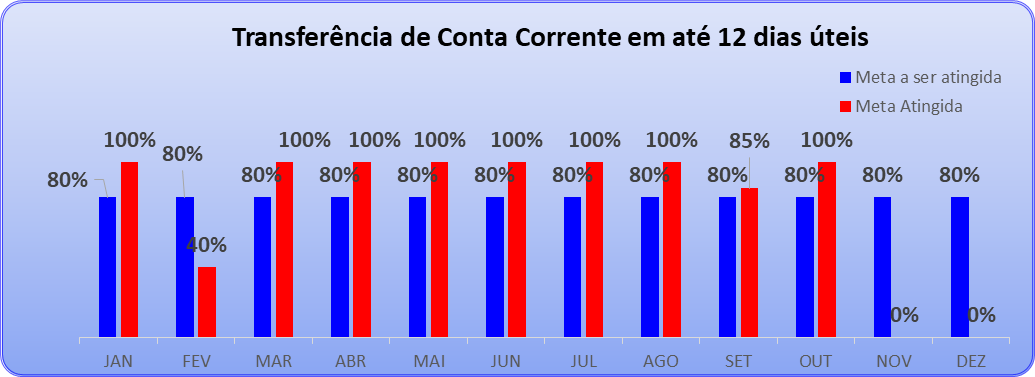 Transferência de Conta Corrente em até 12 dias úteis
Meta a ser atingida
Meta Atingida
100% 100% 100% 100% 100% 100% 100% 85% 100%
80% 80% 80% 80% 80% 80% 80% 80% 80% 80% 80% 80%
40%
0% 0%
JAN FEV MAR ABR MAI JUN JUL AGO SET OUT NOV DEZ